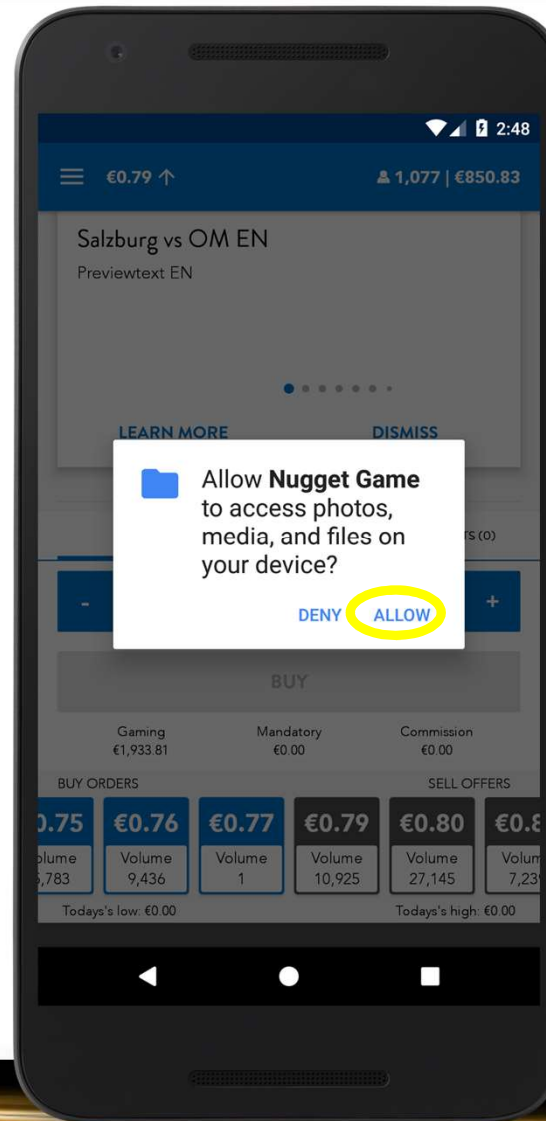 2:48
€0.79 ↑ 1,077 | €850.83
Salzburg vs OM EN
Previewtext EN
LEARN MORE DISMISS
Allow Nugget Game
to access photos,
media, and files on
your device?
DENY ALLOW
(0)
- +
BUY
Gaming Mandatory Commission
€1,933.81 €0.00 €0.00
BUY ORDERS SELL OFFERS
€0.76 €0.77 €0.79 €0.80
Volume Volume Volume Volume
9,436 1 10,925 27,145
Todays's low: €0.00 Todays's high: €0.00